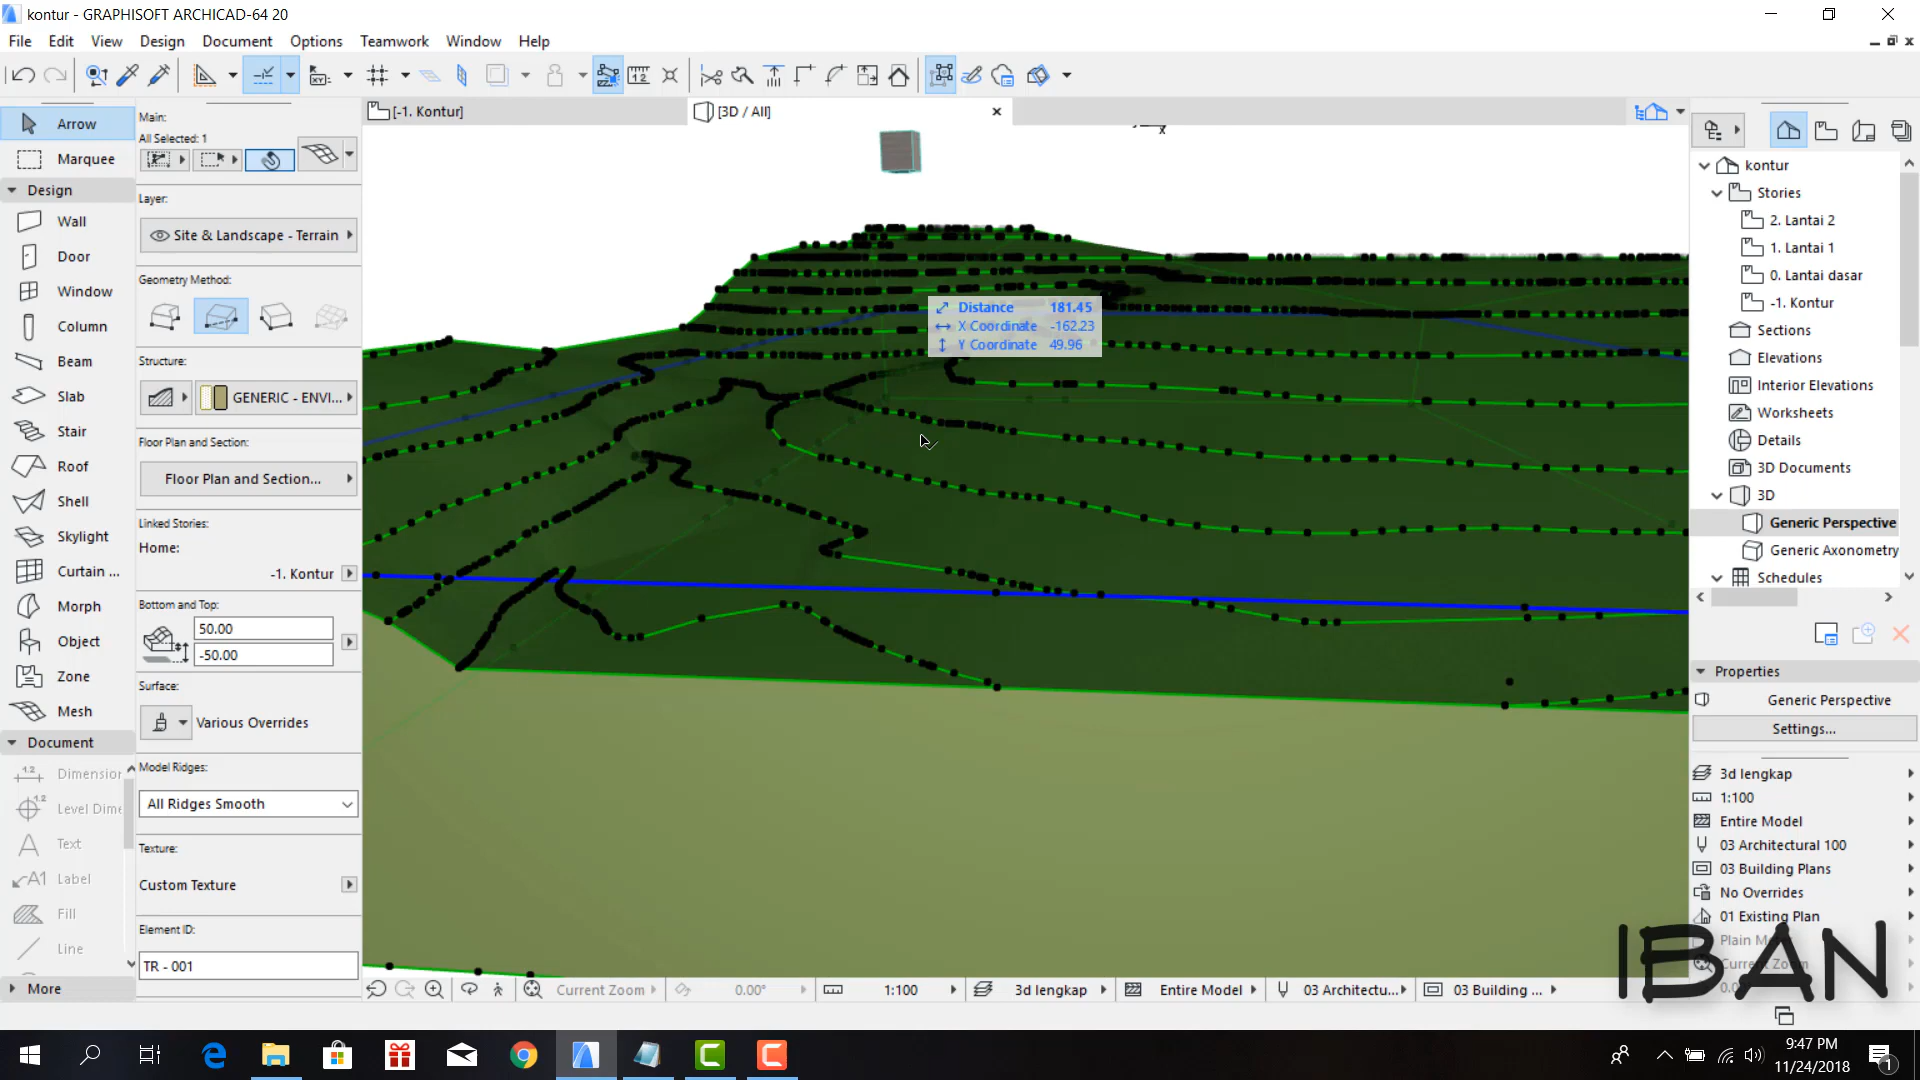 kontur - GRAPHISOFT ARCHICAD-64 20
File Edit View Design Document Options Teamwork Window Help
[-1. Kontur]
[3D / All]
Arrow
Marquee
Design
Wall
Door
Window
Column
Beam
Slab
Stair
Roof
Shell
Skylight
Curtain ...
Morph
Object
Zone
Mesh
Document
Dimension
Level Dime
Text
Label
Fill
Line
More
Main:
All Selected: 1
Layer:
Site & Landscape - Terrain
Geometry Method:
Structure:
GENERIC - ENVI...
Floor Plan and Section:
Floor Plan and Section...
Linked Stories:
Home:
-1. Kontur
Bottom and Top:
50.00
-50.00
Surface:
Various Overrides
Model Ridges:
All Ridges Smooth
Texture:
Custom Texture
Element ID:
TR - 001
x
Distance 181.45
X Coordinate -162.23
Y Coordinate 49.96
kontur
Stories
2. Lantai 2
1. Lantai 1
0. Lantai dasar
-1. Kontur
Sections
Elevations
Interior Elevations
Worksheets
Details
3D Documents
3D
Generic Perspective
Generic Axonometry
Schedules
Properties
Generic Perspective
Settings...
3d lengkap
1:100
Entire Model
03 Architectural 100
03 Building Plans
No Overrides
01 Existing Plan
Current Zoom
IBAN
Current Zoom 0.00° 1:100 3d lengkap Entire Model 03 Architectu... 03 Building ...
9:47 PM
11/24/2018
1